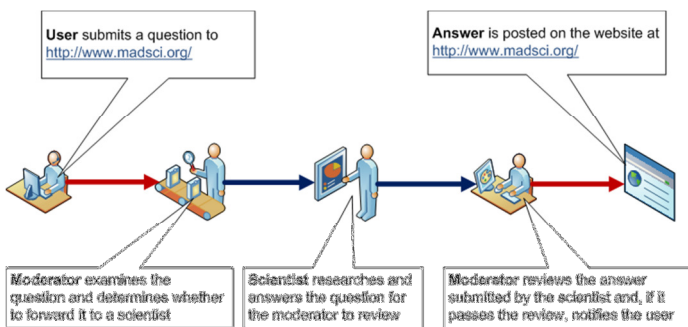 User submits a question to
http://www.madsci.org/
Answer is posted on the website at
http://www.madsci.org/
Moderator examines the
question and determines whether
to forward it to a scientist
Scientist researches and
answers the question for
the moderator to review
Moderator reviews the answer
submitted by the scientist and, if it
passes the review, notifies the user